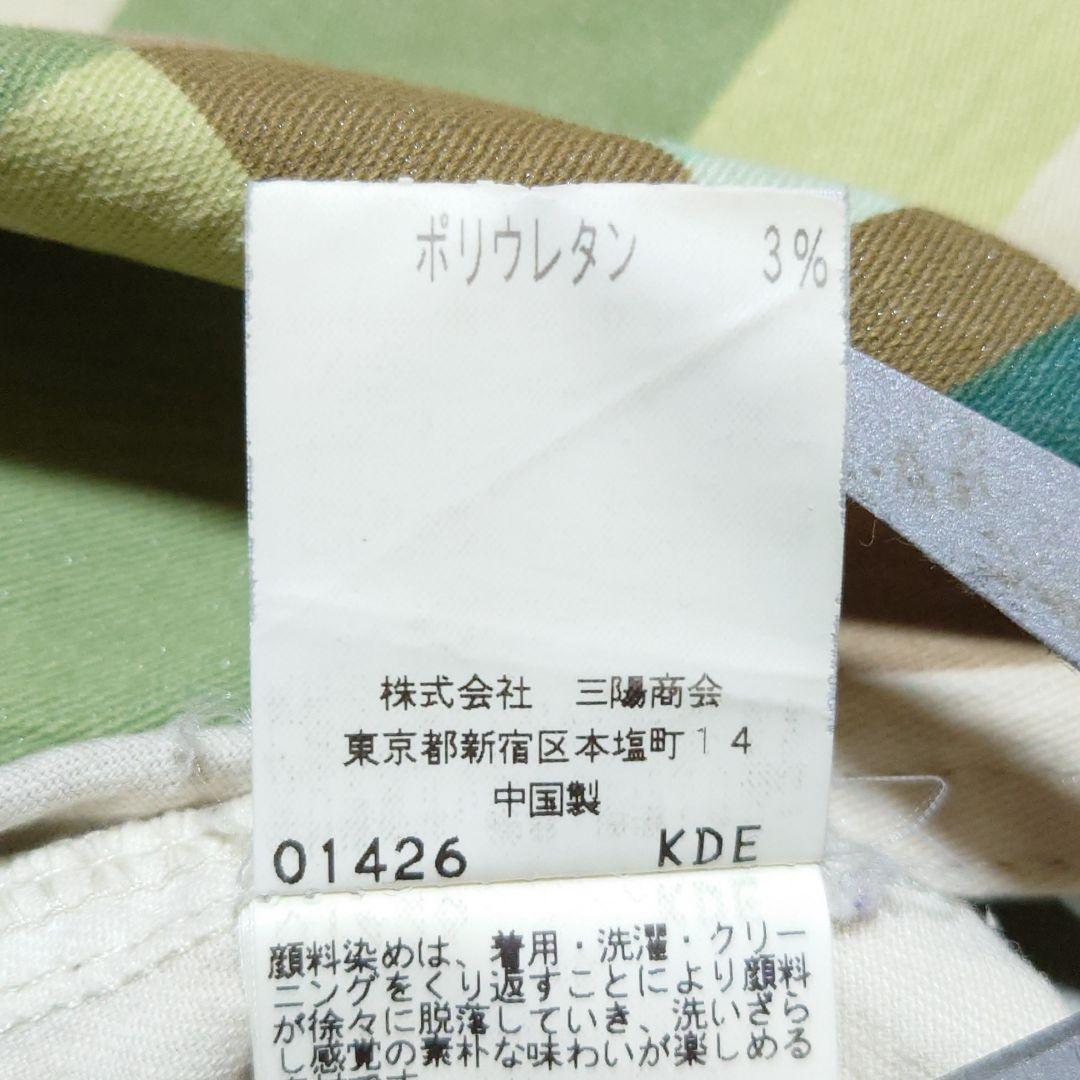 ポリウレタン 3%
株式会社 三陽商会
東京都新宿区本塩町14
中国製
01426 KDE
顔料染めは、着用・洗濯・クリー
ニングをくり返すことにより顔料
が徐々に脱落していき、洗いざら
し感覚の素朴な味わいが楽しめる